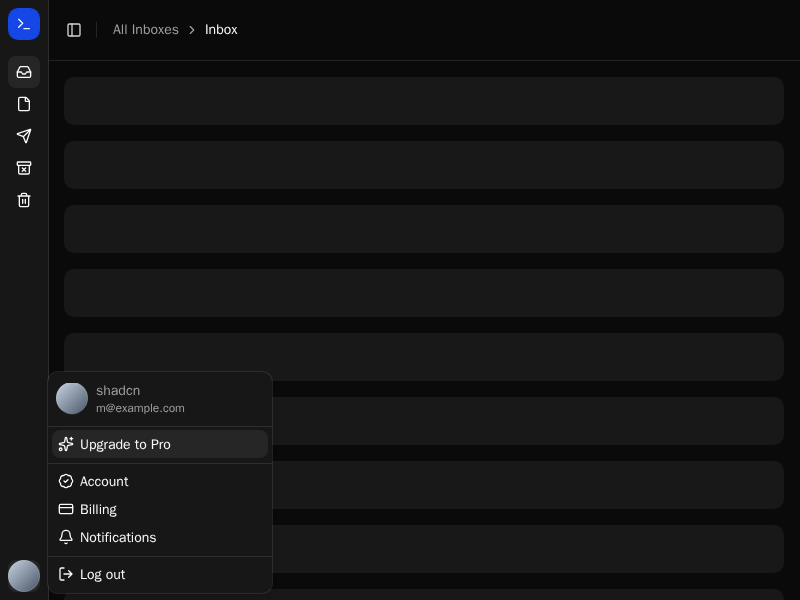 All Inboxes
Inbox
shadcn
m@example.com
Upgrade to Pro
Account
Billing
Notifications
Log out